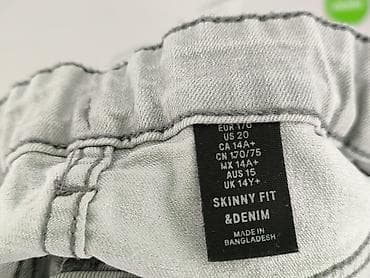 EUR 170
US 20
CA 14A+
CN 170/75
MX 14A+
AUS 15
UK 14Y+
SKINNY FIT
&DENIM
MADE IN
BANGLADESH